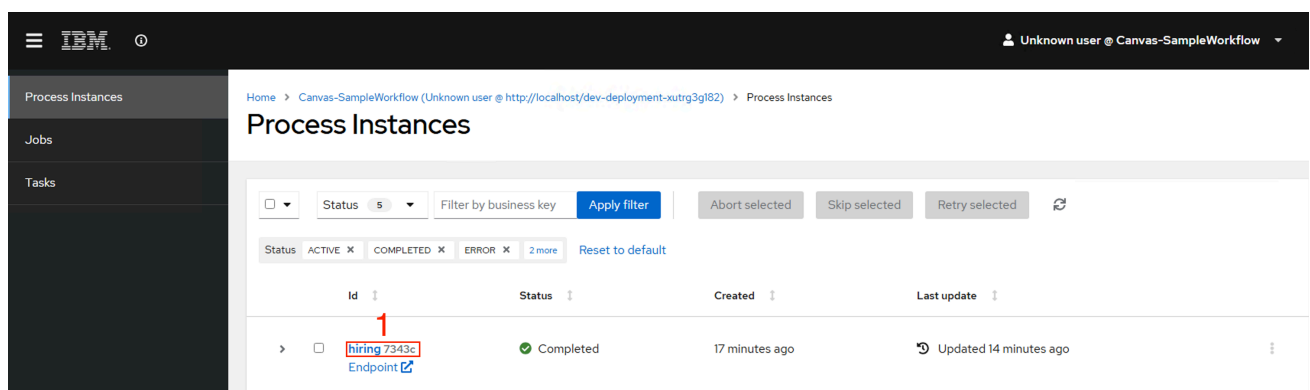 IBM
Unknown user @ Canvas-SampleWorkflow
Process Instances
Jobs
Tasks
Home > Canvas-SampleWorkflow (Unknown user @ http://localhost/dev-deployment-xutrg3g182) > Process Instances
Process Instances
Status 5 Filter by business key Apply filter Abort selected Skip selected Retry selected
Status ACTIVE × COMPLETED × ERROR × 2 more Reset to default
Id Status Created Last update
1
hiring 7343c Completed 17 minutes ago Updated 14 minutes ago
Endpoint